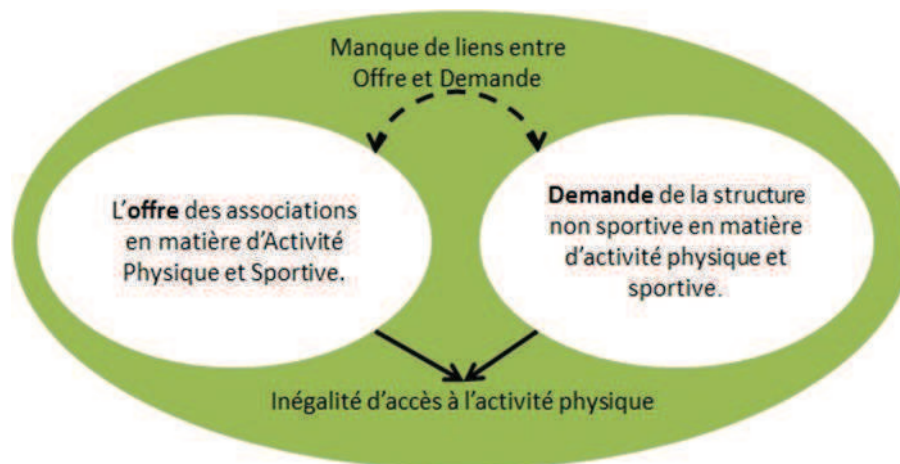 Manque de liens entre
Offre et Demande
L'offre des associations
en matière d'Activité
Physique et Sportive.
Demande de la structure
non sportive en matière
d'activité physique et
sportive.
Inégalité d'accès à l'activité physique